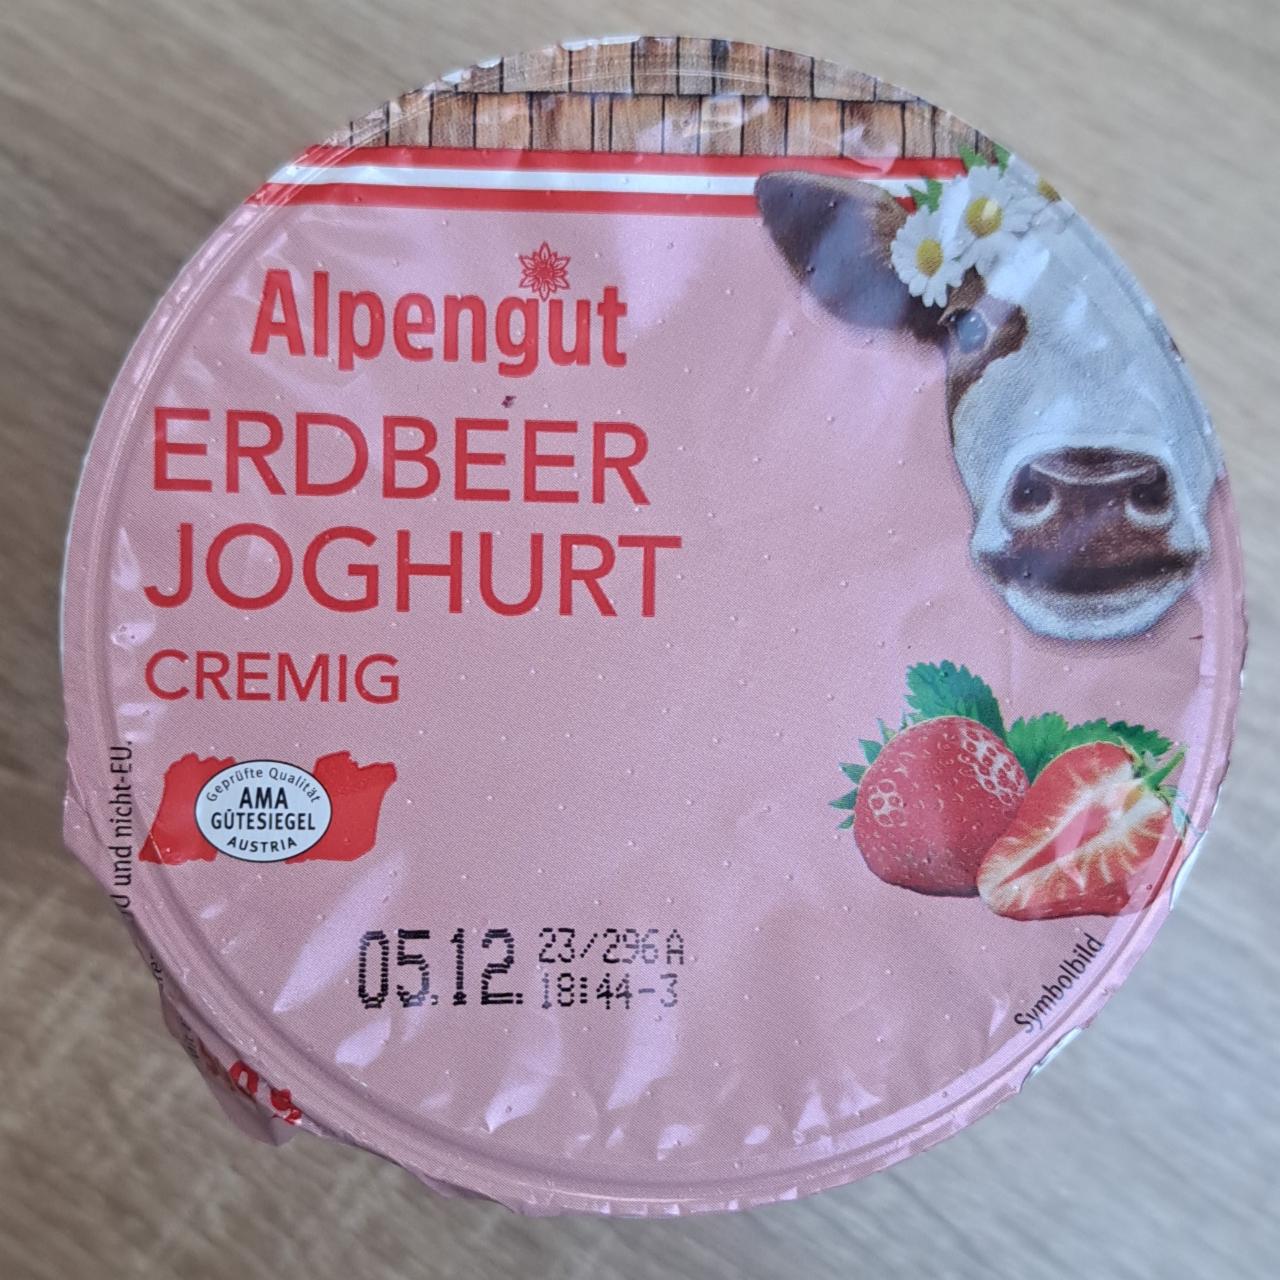 Alpengut
ERDBEER
JOGHURT
CREMIG
Geprüfte Qualität
AMA
GÜTESIEGEL
AUSTRIA
und nicht-EU.
05.12.
23/296A
18:44-3
Symbolbild